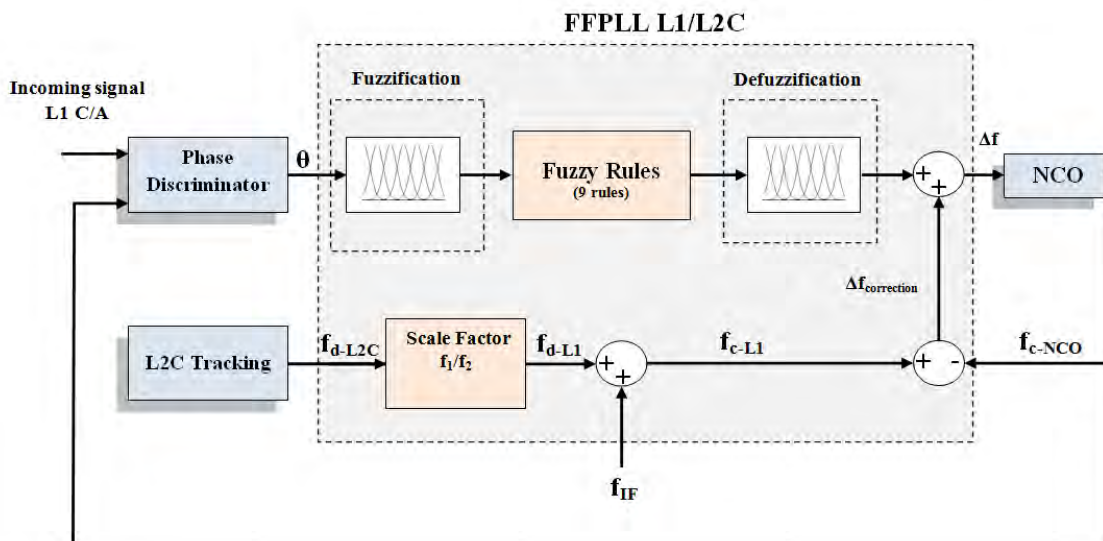 FFPLL L1/L2C
Incoming signal
L1 C/A
Fuzzification
Defuzzification
Phase
Discriminator
θ
Fuzzy Rules
(9 rules)
+
+
Δf
NCO
Δfcorrection
L2C Tracking
fd-L2C
Scale Factor
f1/f2
fd-L1
+
+
fc-L1
+ -
fc-NCO
fIF